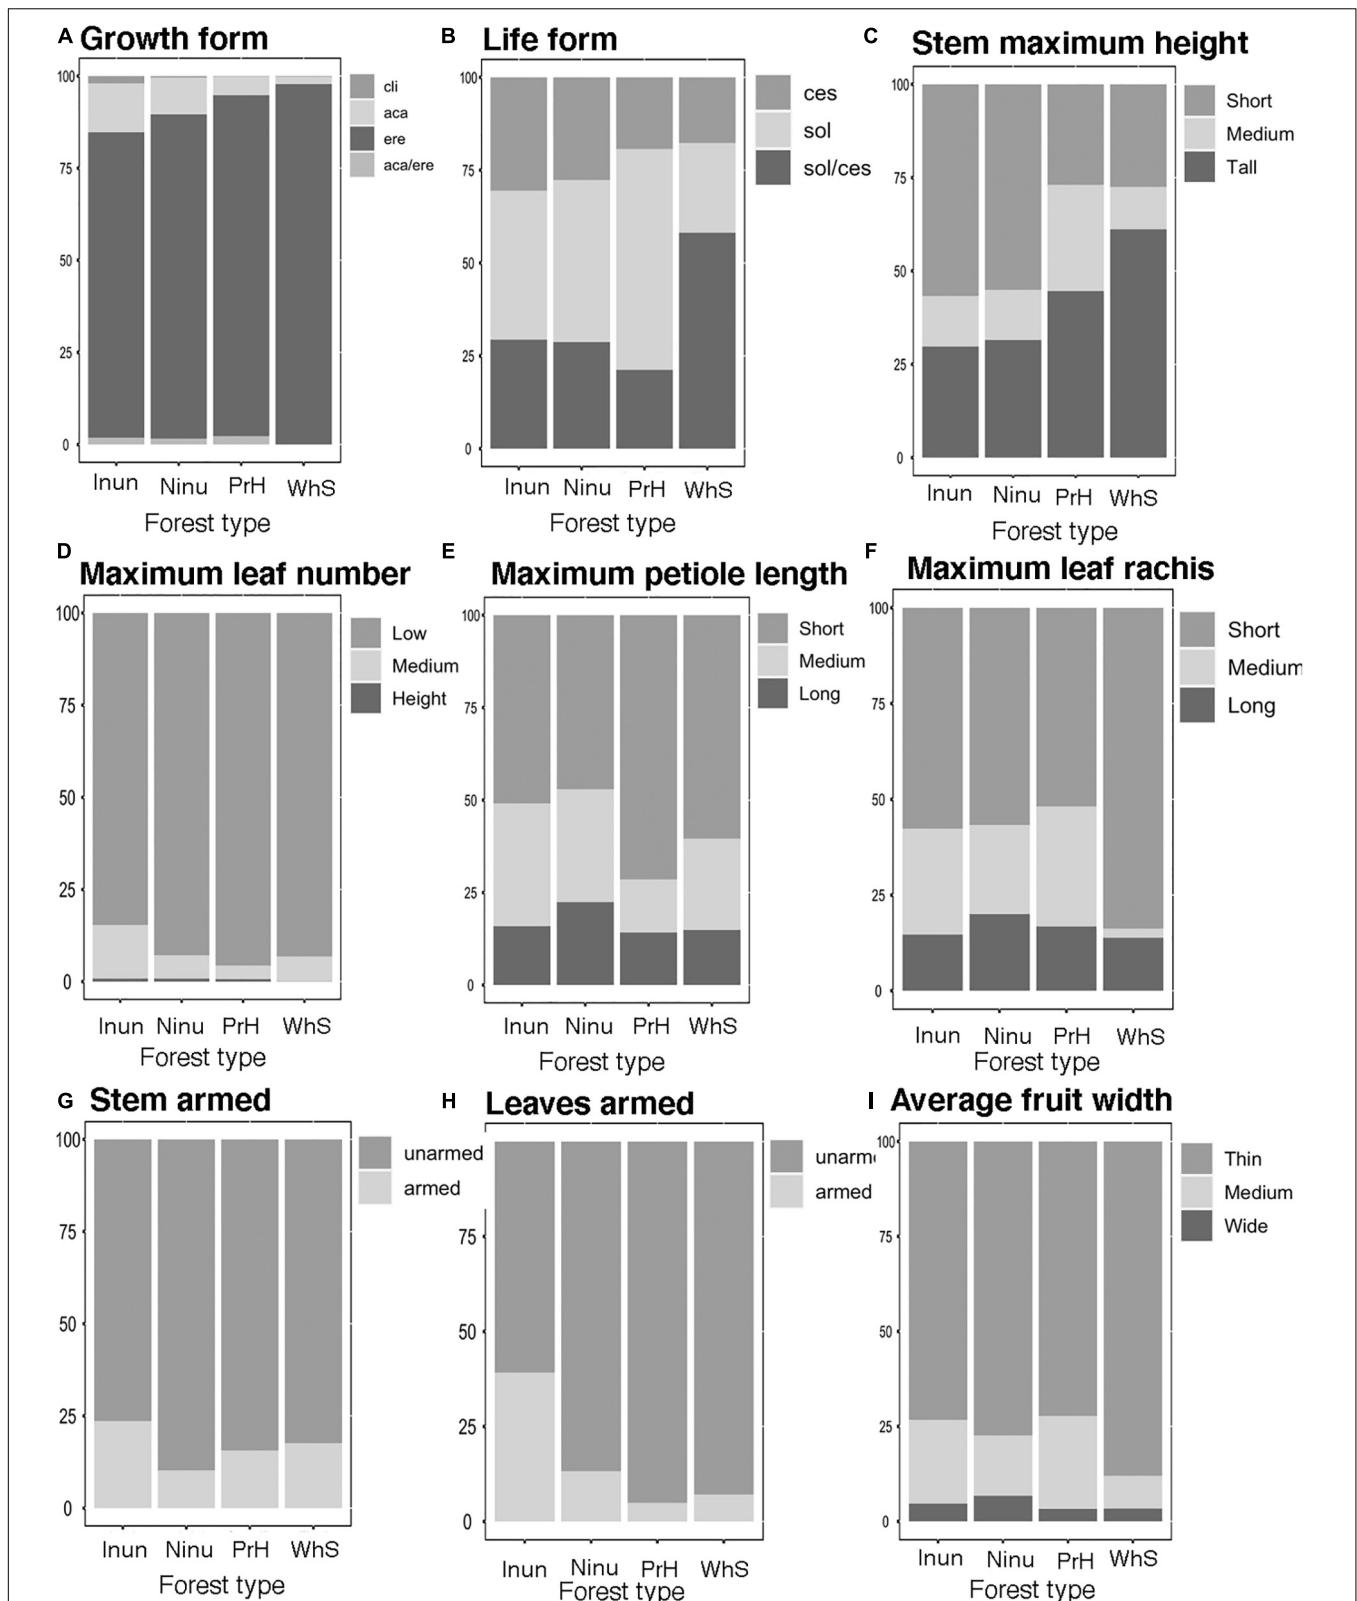 A Growth form
100
75
50
25
0
cli
aca
ere
aca/ere
Inun Ninu PrH WhS
Forest type
B Life form
100
75
50
25
0
ces
sol
sol/ces
Inun Ninu PrH WhS
Forest type
C Stem maximum height
100
75
50
25
0
Short
Medium
Tall
Inun Ninu PrH WhS
Forest type
D Maximum leaf number
100
75
50
25
0
Low
Medium
Height
Inun Ninu PrH WhS
Forest type
E Maximum petiole length
100
75
50
25
0
Short
Medium
Long
Inun Ninu PrH WhS
Forest type
F Maximum leaf rachis
100
75
50
25
0
Short
Medium
Long
Inun Ninu PrH WhS
Forest type
G Stem armed
100
75
50
25
0
unarmed
armed
Inun Ninu PrH WhS
Forest type
H Leaves armed
75
50
25
0
armed
Inun Ninu PrH WhS
Forest type
I Average fruit width
100
75
50
25
0
Thin
Medium
Wide
Inun Ninu PrH WhS
Forest type